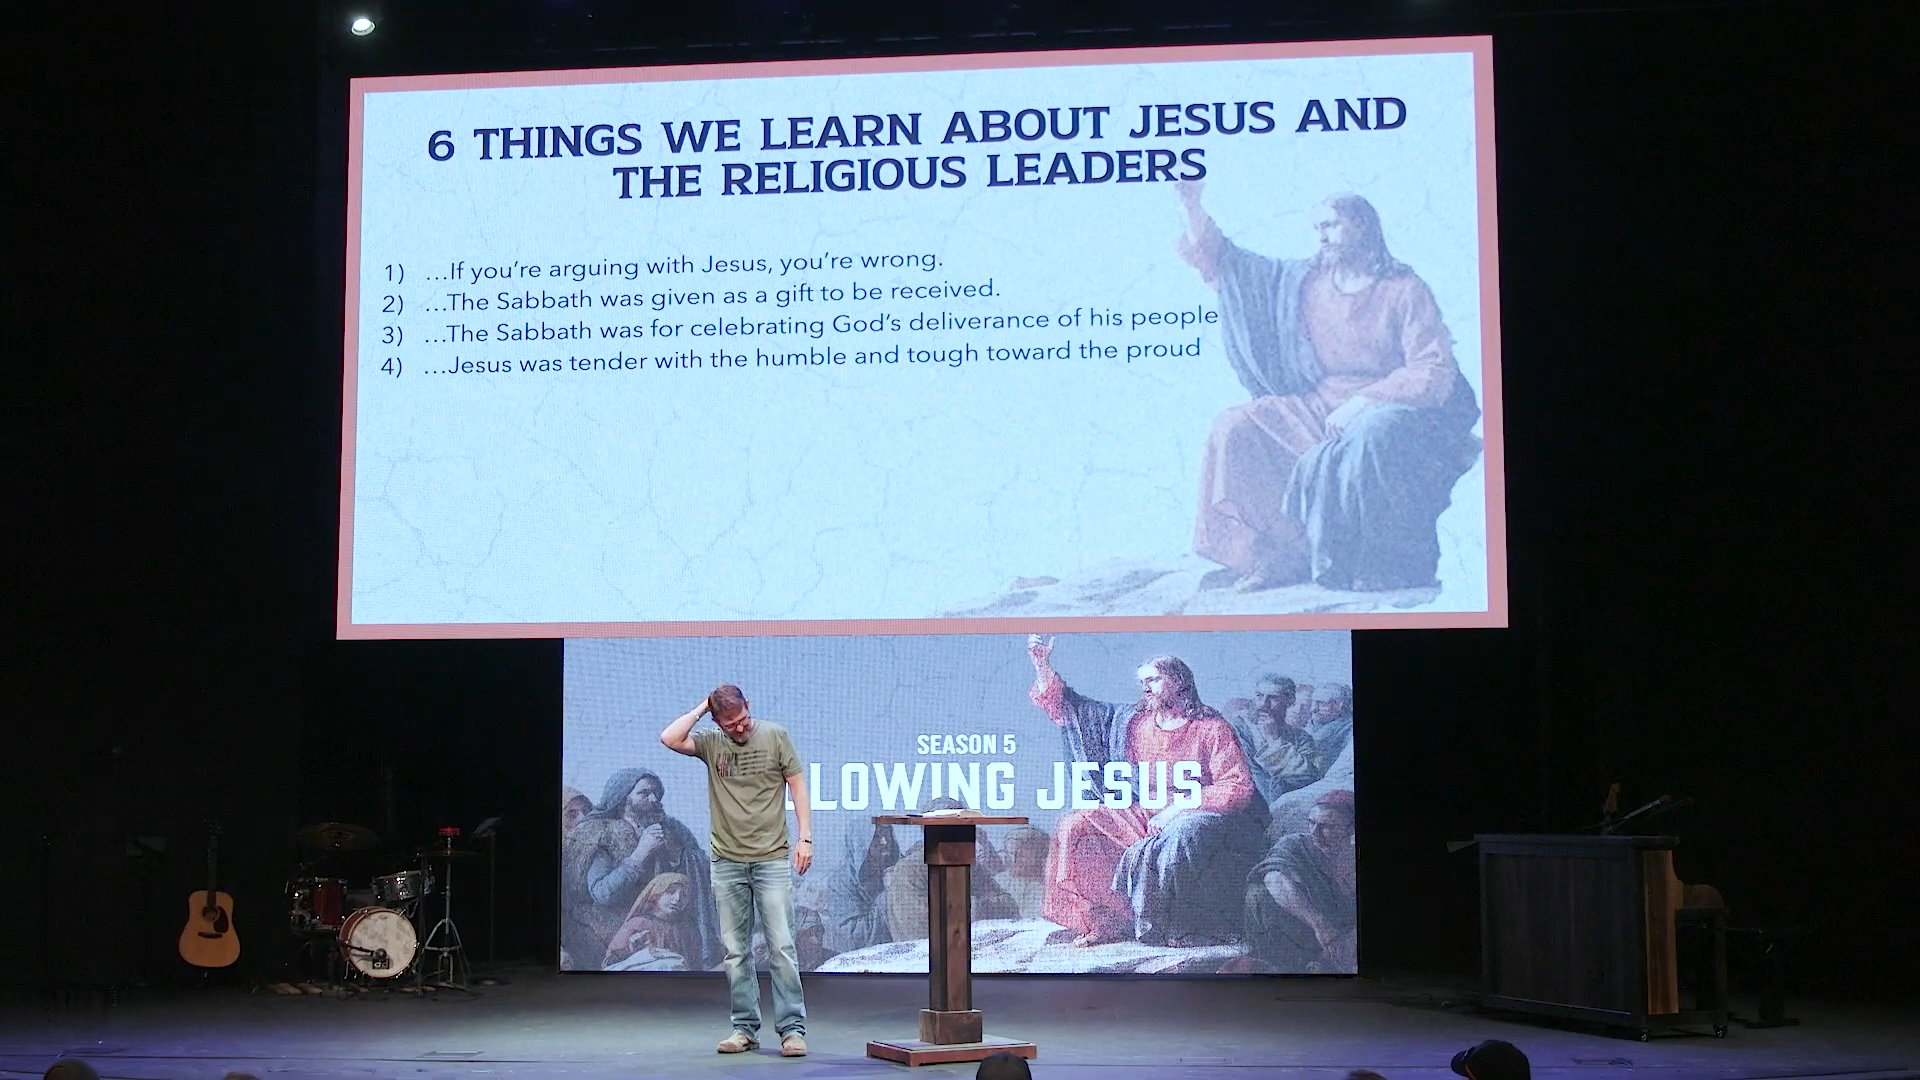 6 THINGS WE LEARN ABOUT JESUS AND
THE RELIGIOUS LEADERS
1) …If you're arguing with Jesus, you're wrong.
2) …The Sabbath was given as a gift to be received.
3) …The Sabbath was for celebrating God's deliverance of his people
4) …Jesus was tender with the humble and tough toward the proud
SEASON 5
LLOWING JESUS